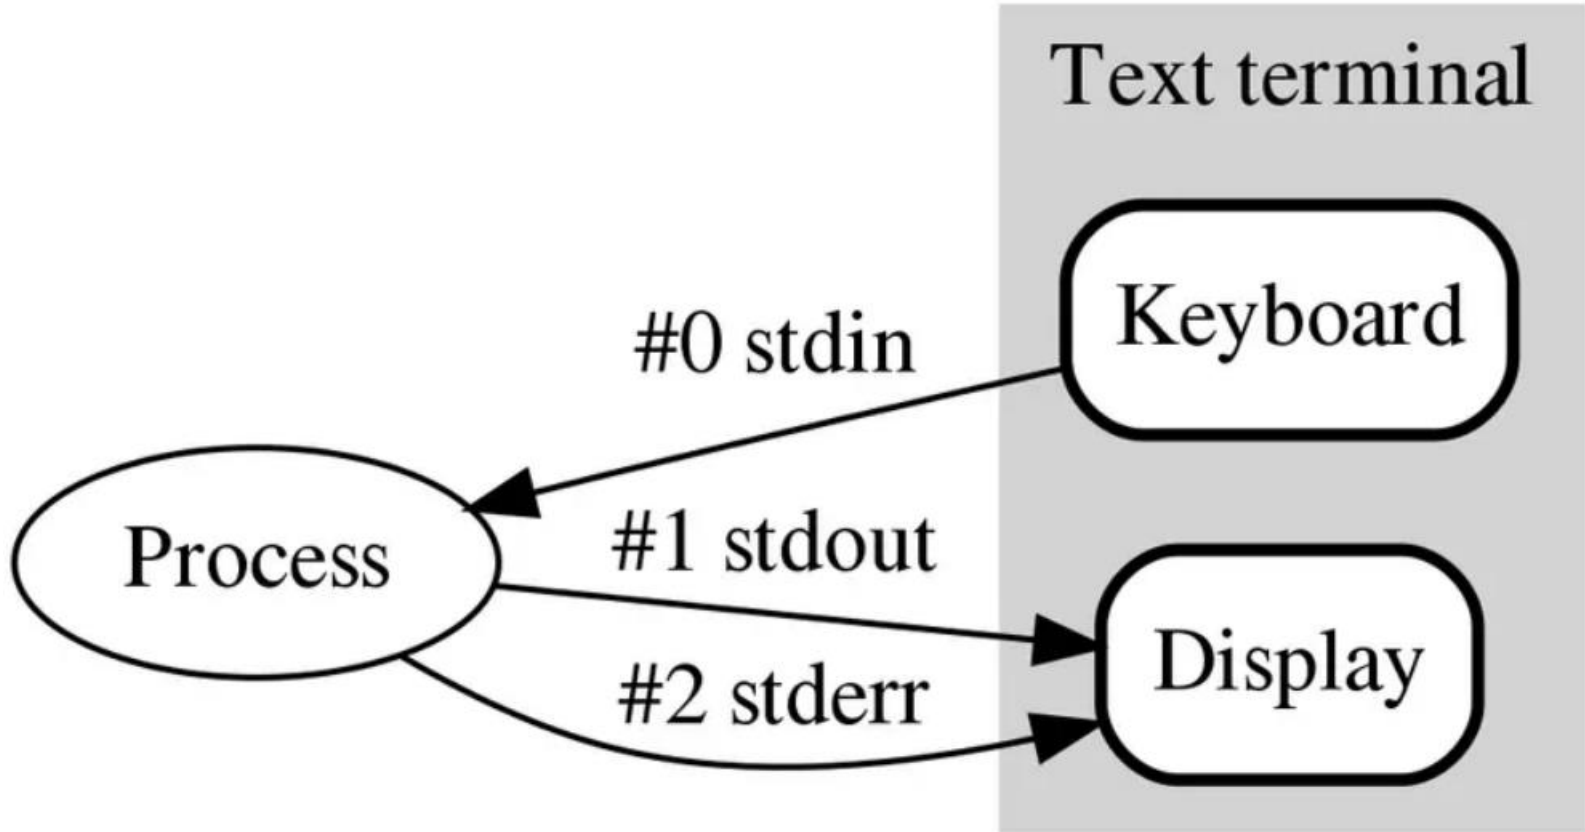 Text terminal
Keyboard
#0 stdin
#1 stdout
Process
Display
#2 stderr